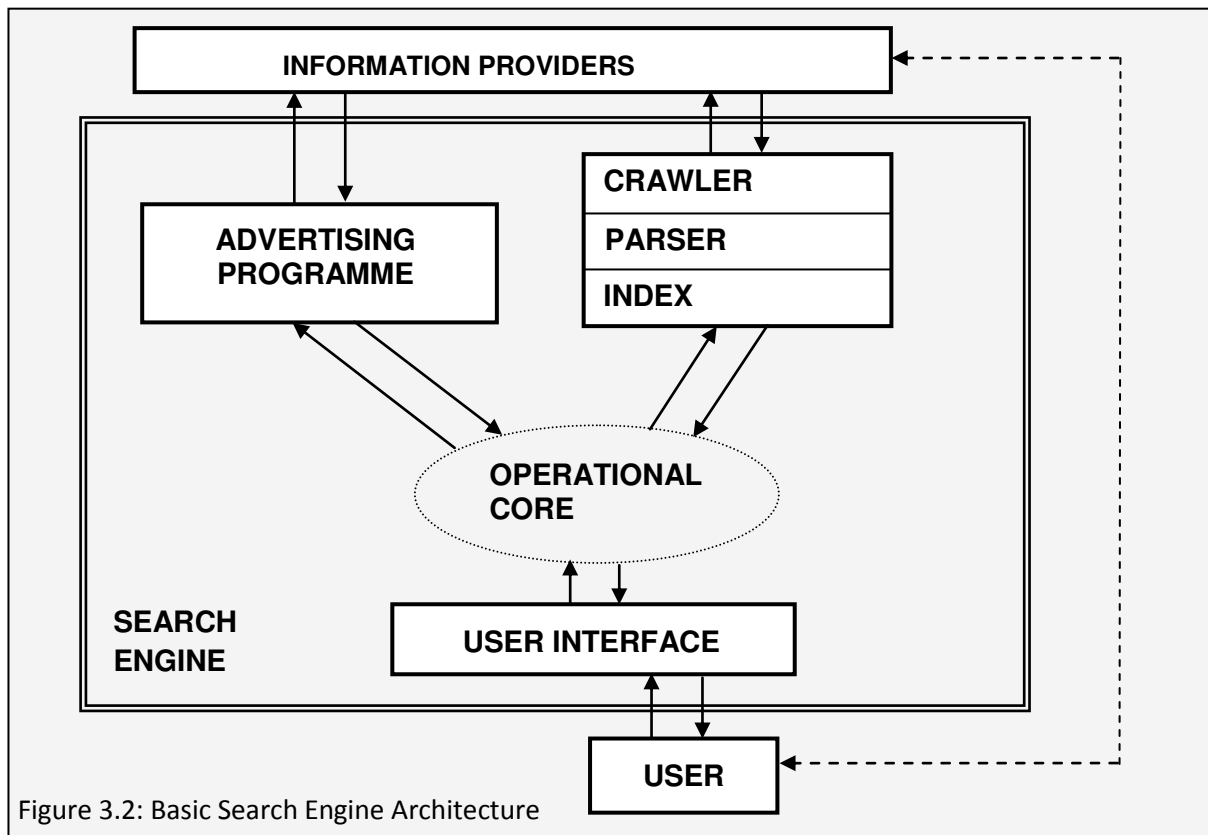 INFORMATION PROVIDERS
CRAWLER
PARSER
INDEX
ADVERTISING
PROGRAMME
OPERATIONAL
CORE
SEARCH
ENGINE
USER INTERFACE
USER
Figure 3.2: Basic Search Engine Architecture